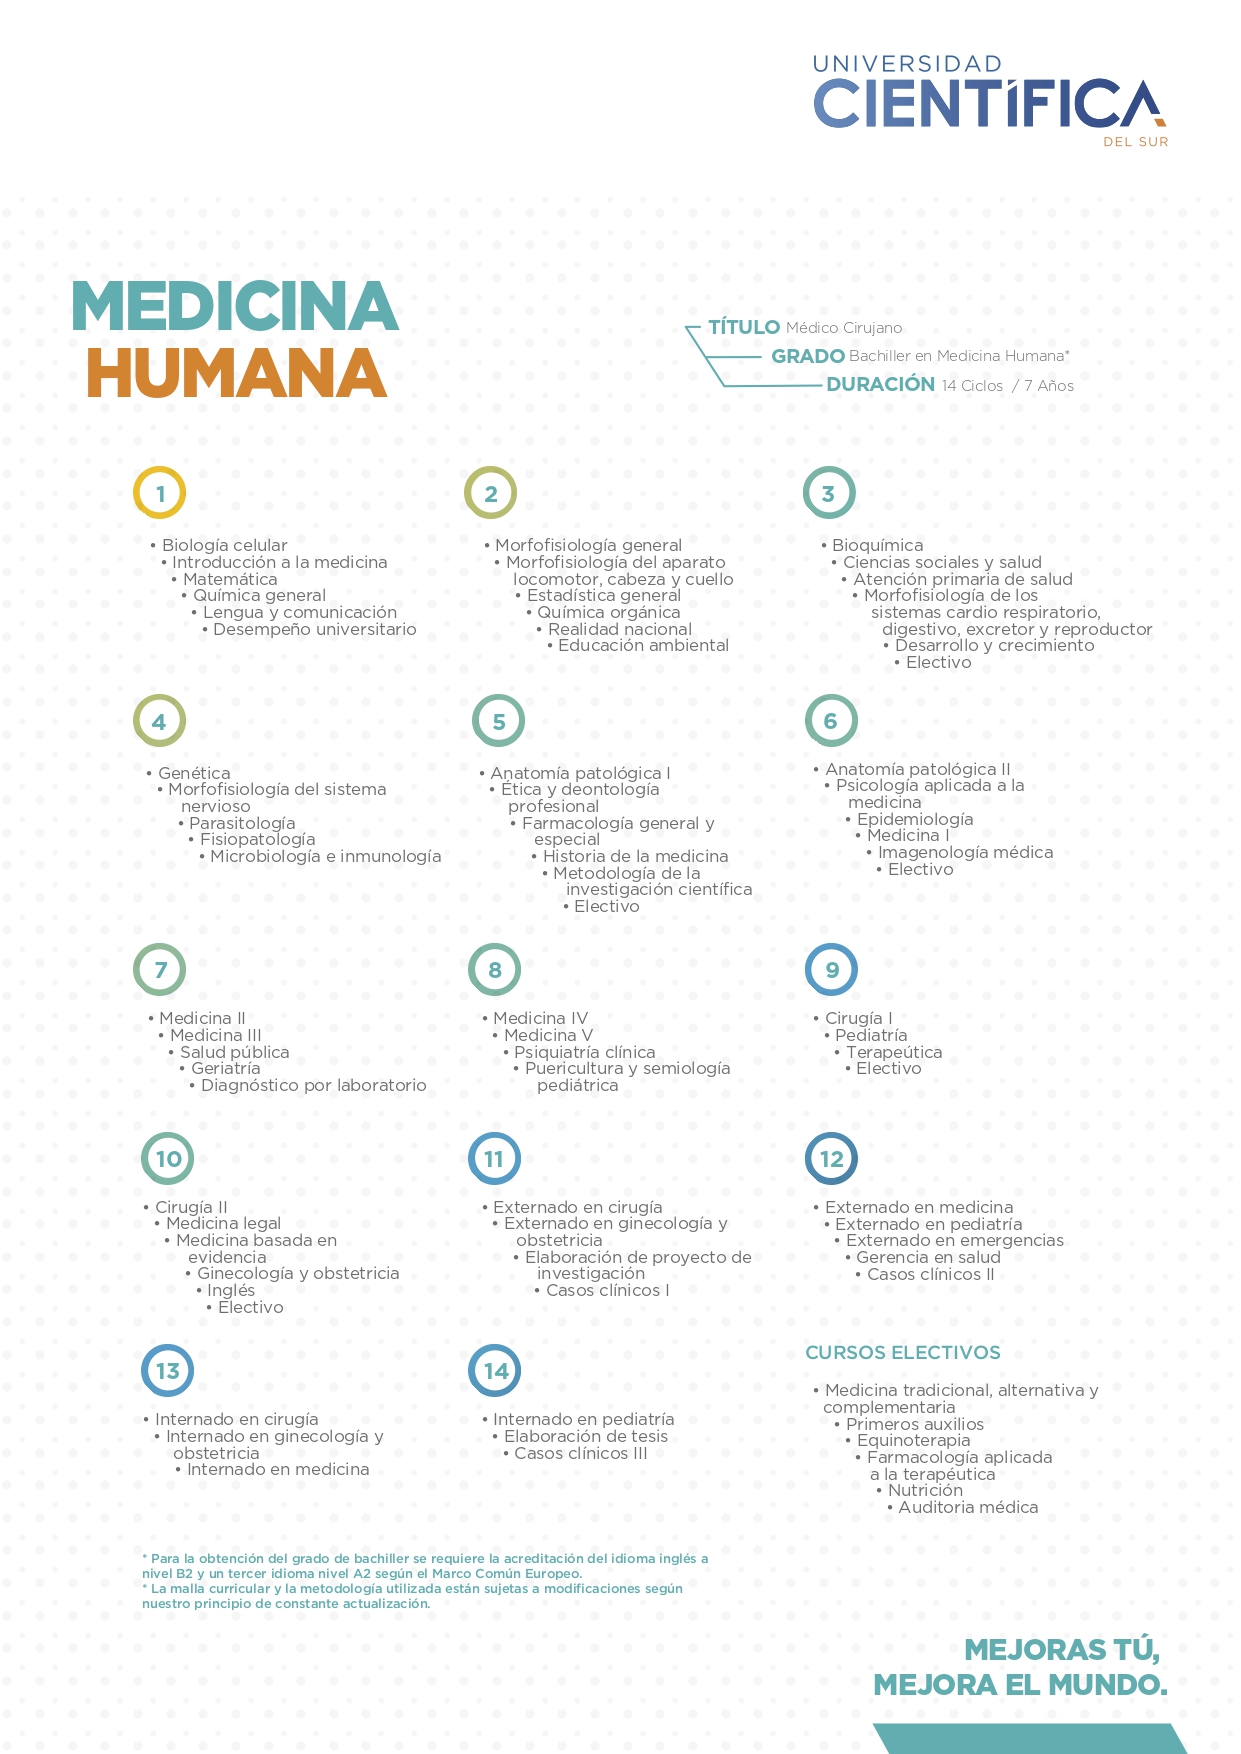 UNIVERSIDAD
CIENTÍFICA
DEL SUR
MEDICINA
HUMANA
TÍTULO Médico Cirujano
GRADO Bachiller en Medicina Humana*
DURACIÓN 14 Ciclos / 7 Años
1
• Biología celular
• Introducción a la medicina
• Matemática
• Química general
• Lengua y comunicación
• Desempeño universitario
2
• Morfofisiología general
• Morfofisiología del aparato
locomotor, cabeza y cuello
• Estadística general
• Química orgánica
• Realidad nacional
• Educación ambiental
3
• Bioquímica
• Ciencias sociales y salud
• Atención primaria de salud
• Morfofisiología de los
sistemas cardio respiratorio,
digestivo, excretor y reproductor
• Desarrollo y crecimiento
• Electivo
4
• Genética
• Morfofisiología del sistema
nervioso
• Parasitología
• Fisiopatología
• Microbiología e inmunología
5
• Anatomía patológica I
• Ética y deontología
profesional
• Farmacología general y
especial
• Historia de la medicina
• Metodología de la
investigación científica
• Electivo
6
• Anatomía patológica II
• Psicología aplicada a la
medicina
• Epidemiología
• Medicina I
• Imagenología médica
• Electivo
7
• Medicina II
• Medicina III
• Salud pública
• Geriatría
• Diagnóstico por laboratorio
8
• Medicina IV
• Medicina V
• Psiquiatría clínica
• Puericultura y semiología
pediátrica
9
• Cirugía I
• Pediatría
• Terapeútica
• Electivo
10
• Cirugía II
• Medicina legal
• Medicina basada en
evidencia
• Ginecología y obstetricia
• Inglés
• Electivo
11
• Externado en cirugía
• Externado en ginecología y
obstetricia
• Elaboración de proyecto de
investigación
• Casos clínicos I
12
• Externado en medicina
• Externado en pediatría
• Externado en emergencias
• Gerencia en salud
• Casos clínicos II
13
• Internado en cirugía
• Internado en ginecología y
obstetricia
• Internado en medicina
14
• Internado en pediatría
• Elaboración de tesis
• Casos clínicos III
CURSOS ELECTIVOS
• Medicina tradicional, alternativa y
complementaria
• Primeros auxilios
• Equinoterapia
• Farmacología aplicada
a la terapéutica
• Nutrición
• Auditoria médica
* Para la obtención del grado de bachiller se requiere la acreditación del idioma inglés a
nivel B2 y un tercer idioma nivel A2 según el Marco Común Europeo.
* La malla curricular y la metodología utilizada están sujetas a modificaciones según
nuestro principio de constante actualización.
MEJORAS TÚ,
MEJORA EL MUNDO.